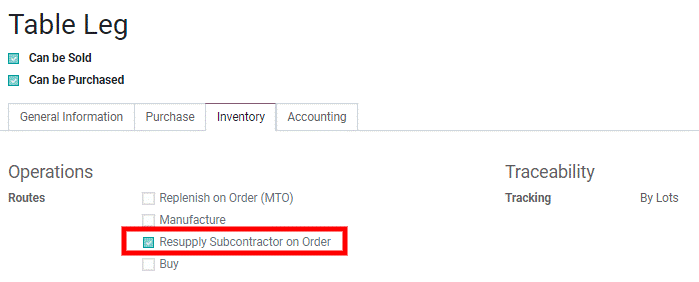 Table Leg
Can be Sold
Can be Purchased
General Information Purchase Inventory Accounting
Operations Traceability
Routes Replenish on Order (MTO) Tracking By Lots
Manufacture
Resupply Subcontractor on Order
Buy